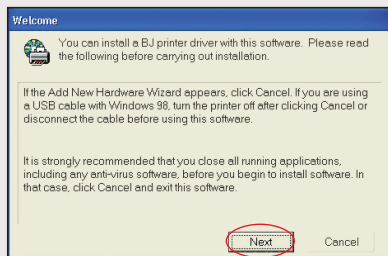 Welcome
You can install a BJ printer driver with this software. Please read
the following before carrying out installation.
If the Add New Hardware Wizard appears, click Cancel. If you are using
a USB cable with Windows 98, turn the printer off after clicking Cancel or
disconnect the cable before using this software.
It is strongly recommended that you close all running applications,
including any anti-virus software, before you begin to install software. In
that case, click Cancel and exit this software.
Next Cancel